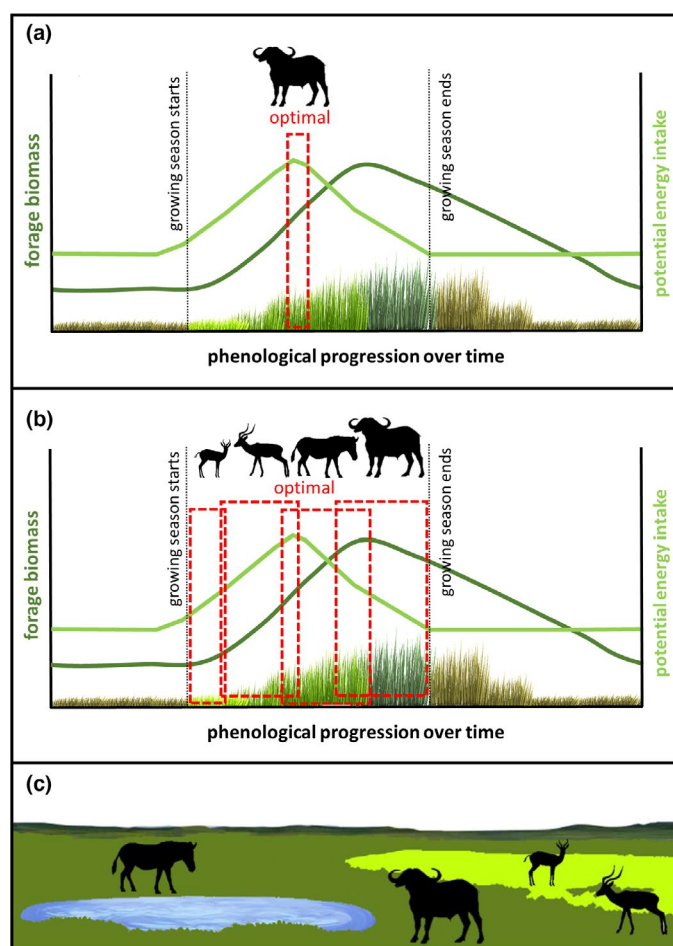 (a)
optimal
forage biomass
growing season starts
growing season ends
potential energy intake
phenological progression over time
(b)
optimal
forage biomass
growing season starts
growing season ends
potential energy intake
phenological progression over time
(c)